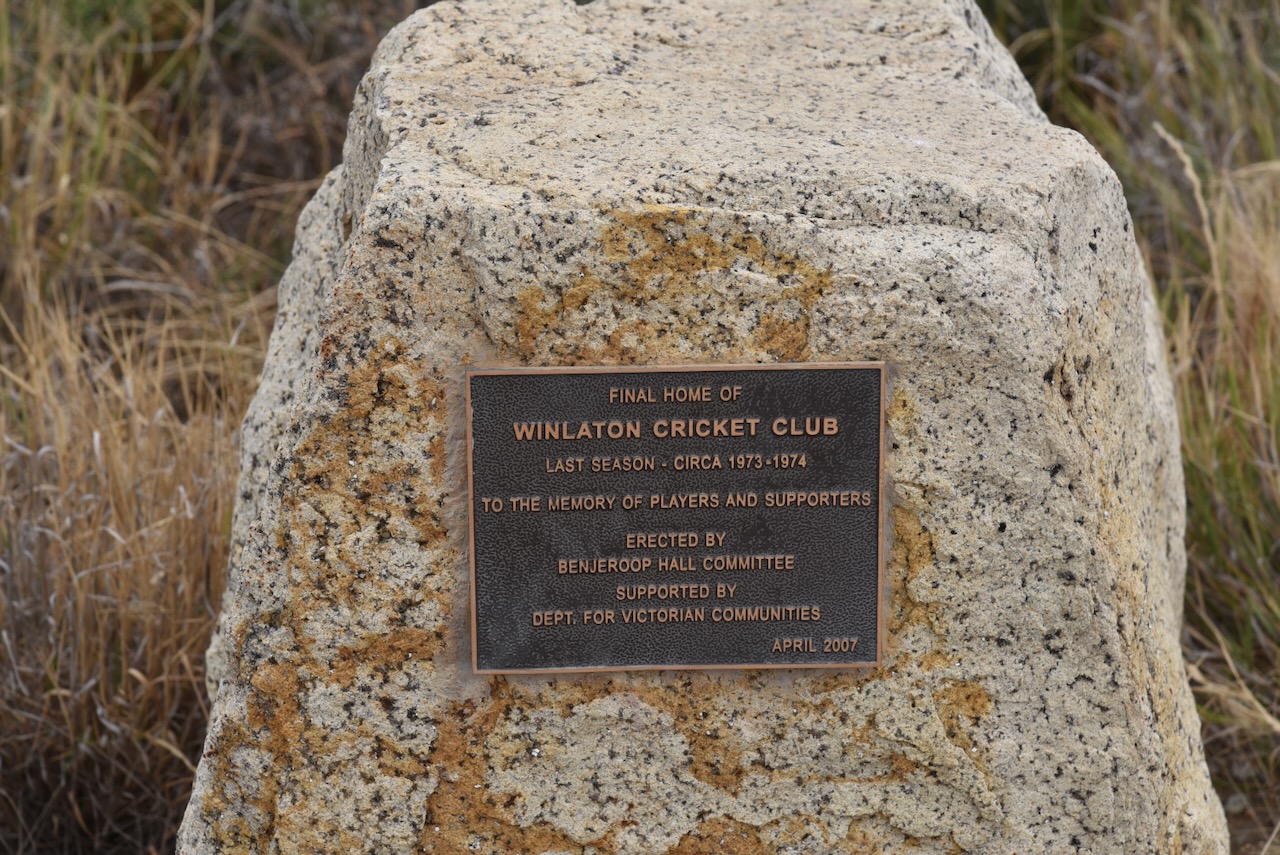 FINAL HOME OF
WINLATON CRICKET CLUB
LAST SEASON - CIRCA 1973-1974
TO THE MEMORY OF PLAYERS AND SUPPORTERS
ERECTED BY
BENJEROOP HALL COMMITTEE
SUPPORTED BY
DEPT. FOR VICTORIAN COMMUNITIES
APRIL 2007